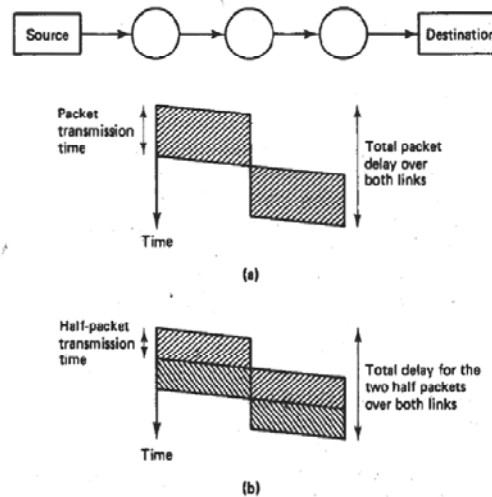 Source
Destination
Packet
transmission
time
Total packet
delay over
both links
Time
(a)
Half-packet
transmission
time
Total delay for the
two half packets
over both links
Time
(b)